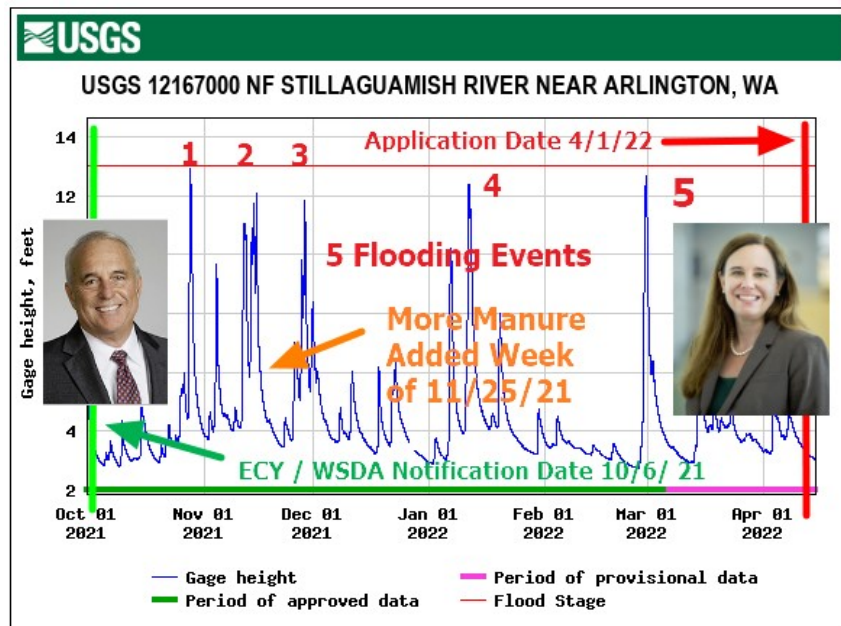 USGS
USGS 12167000 NF STILLAGUAMISH RIVER NEAR ARLINGTON, WA
14
Application Date 4/1/22
1 2 3
12
4
5
5 Flooding Events
Gage height, feet
More Manure
Added Week
of 11/25/21
4
ECY / WSDA Notification Date 10/6/ 21
2
Oct 01 Nov 01 Dec 01 Jan 01 Feb 01 Mar 01 Apr 01
2021 2021 2021 2022 2022 2022 2022
Gage height Period of provisional data
Period of approved data Flood Stage